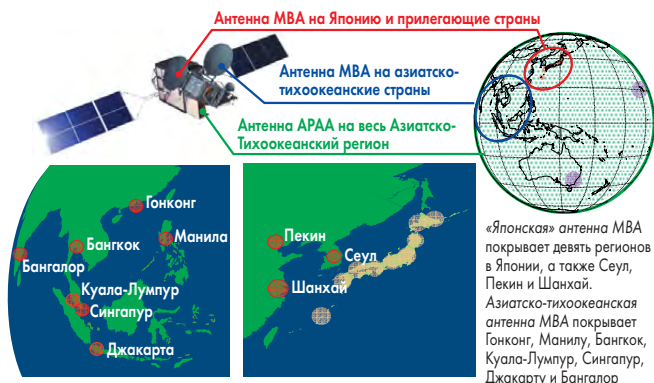 Антенна МВА на Японию и прилегающие страны
Антенна МВА на азиатско-
тихоокеанские страны
Антенна АРАА на весь Азиатско-
Тихоокеанский регион
Гонконг
Бангкок
Манила
Бангалор
Куала-Лумпур
Сингапур
Джакарта
Пекин
Сеул
Шанхай
«Японская» антенна МВА
покрывает девять регионов
в Японии, а также Сеул,
Пекин и Шанхай.
Азиатско-тихоокеанская
антенна МВА покрывает
Гонконг, Манилу, Бангкок,
Куала-Лумпур, Сингапур,
Джакарту и Бангалор